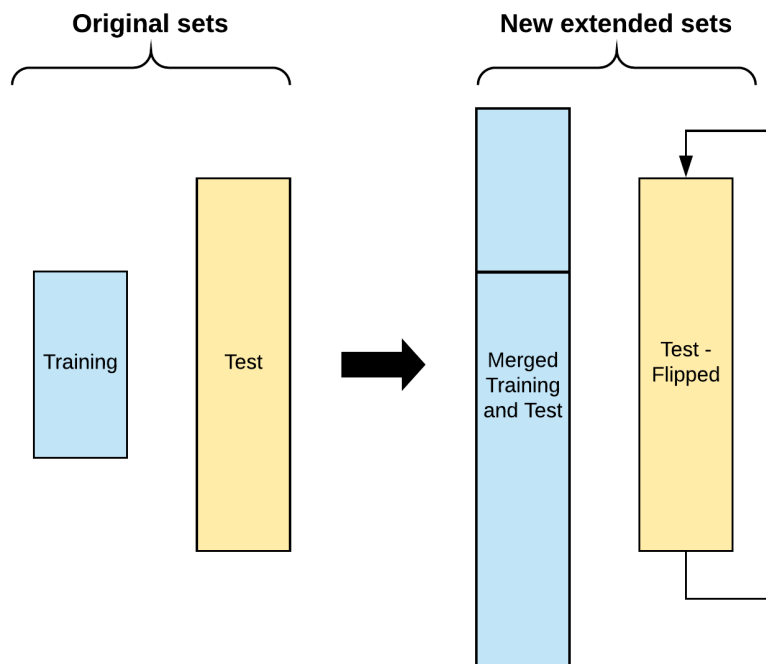 Original sets
New extended sets
Training
Test
Merged
Training
and Test
Test -
Flipped